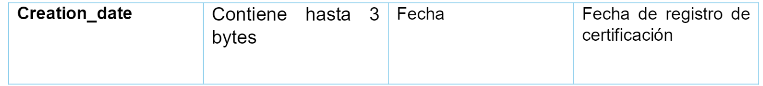 Creation_date
Contiene hasta 3
bytes
Fecha
Fecha de registro de
certificación